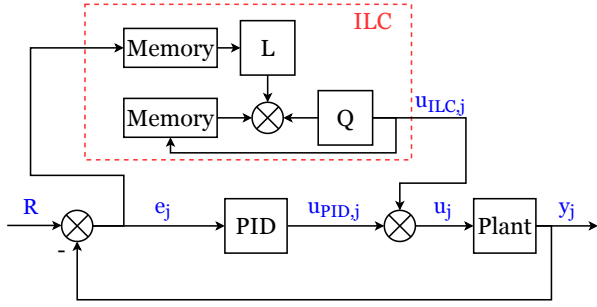 ILC
Memory
L
Memory
Q
u_ILC,j
R
e_j
PID
u_PID,j
u_j
Plant
y_j
-